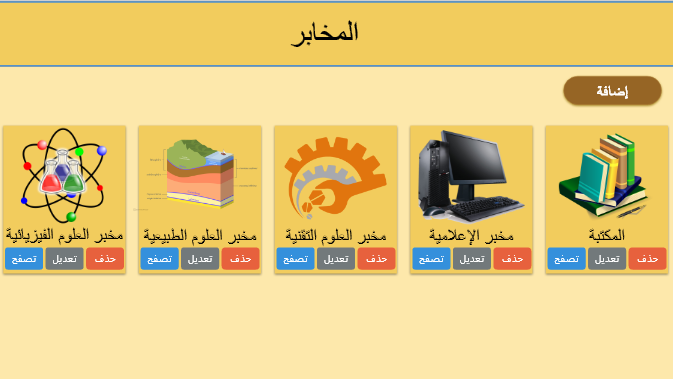 المخابر
إضافة
المكتبة
حذف تعديل تصفح
مخبر الإعلامية
حذف تعديل تصفح
مخبر العلوم التقنية
حذف تعديل تصفح
مخبر العلوم الطبيعية
حذف تعديل تصفح
مخبر العلوم الفيزيائية
حذف تعديل تصفح